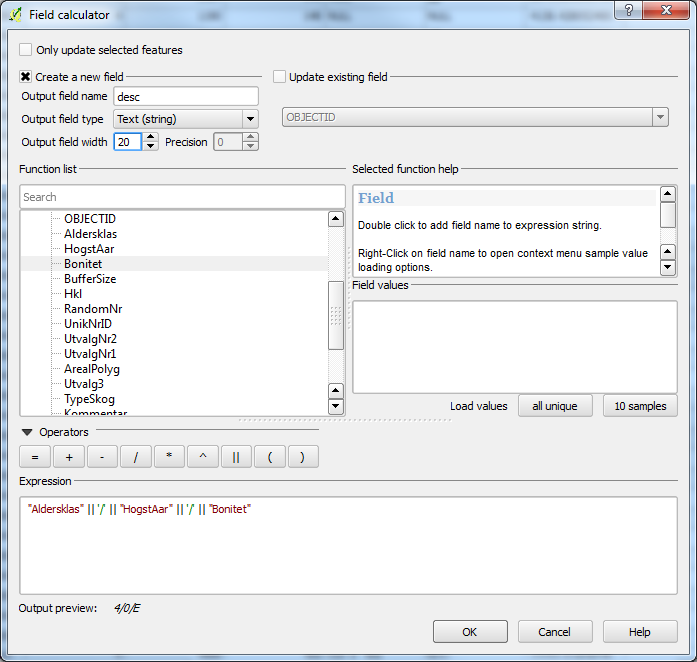 Field calculator
Only update selected features
Create a new field
Update existing field
Output field name desc
Output field type Text (string)
OBJECTID
Output field width 20 Precision 0
Function list
Selected function help
Search
Field
Double click to add field name to expression string.
Right-Click on field name to open context menu sample value
loading options.
OBJECTID
Aldersklas
HogstAar
Bonitet
BufferSize
Hkl
RandomNr
UnikNrID
UtvalgNr2
UtvalgNr1
ArealPolyg
Utvalg3
TypeSkog
Kommentar
Field values
Load values all unique 10 samples
Operators
= + - / * ^ || ( )
Expression
"Aldersklas" || '/' || "HogstAar" || '/' || "Bonitet"
Output preview: 4/0/E
OK Cancel Help